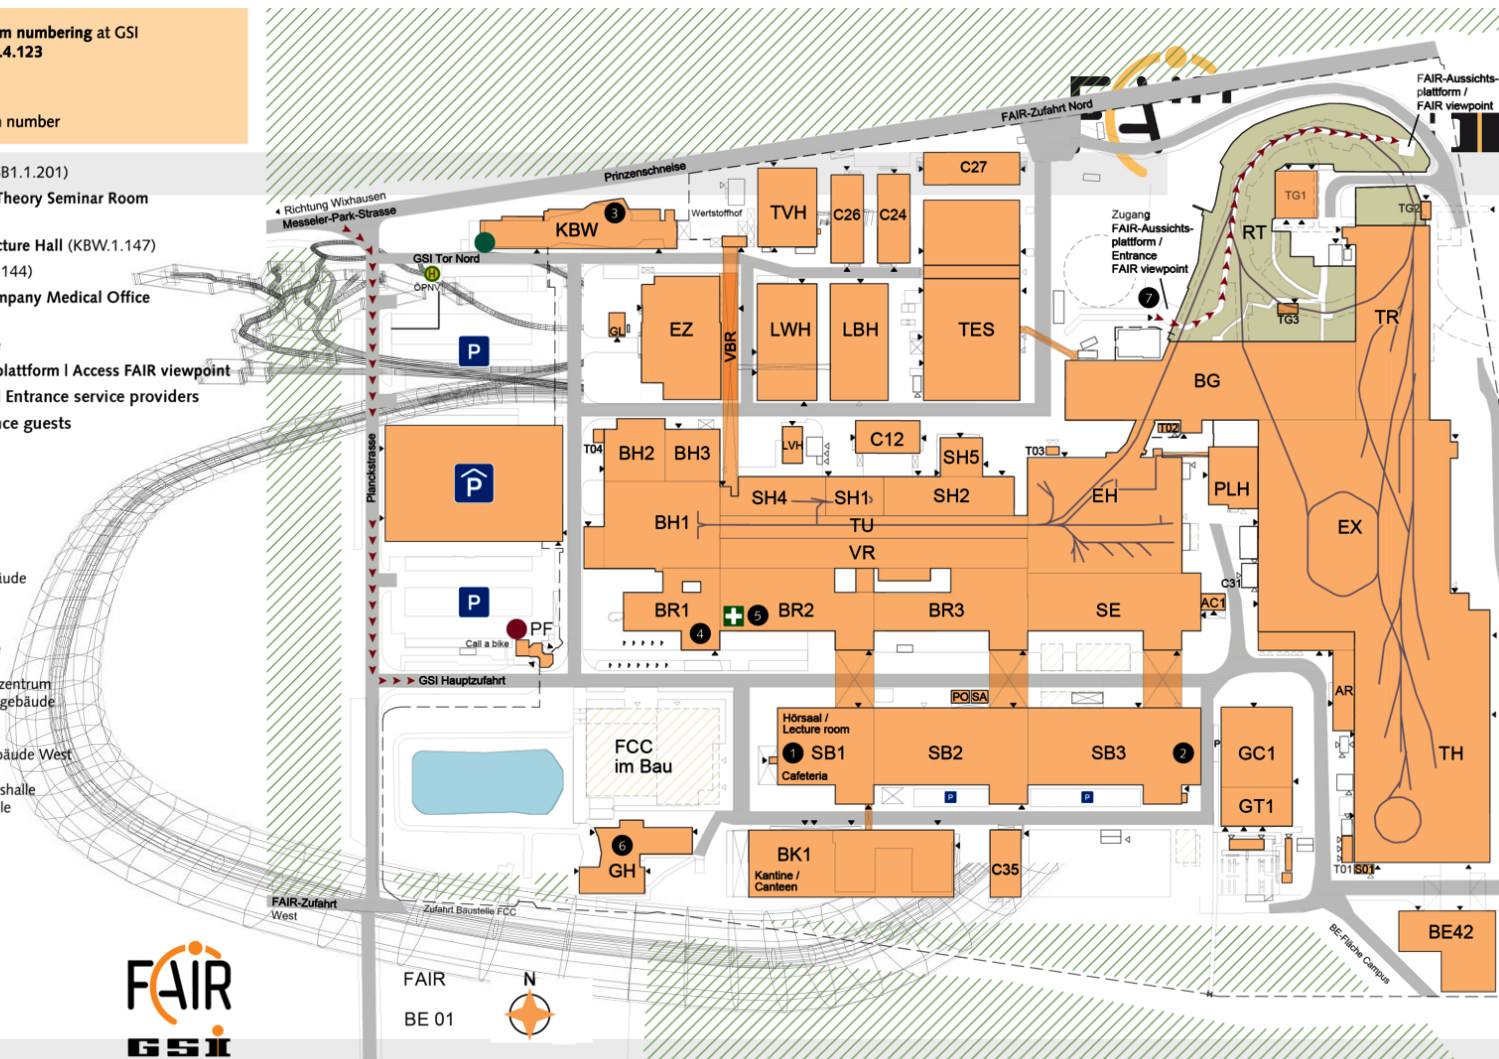 m numbering at GSI
.4.123
n number
B1.1.201)
Theory Seminar Room
cture Hall (KBW.1.147)
144)
mpany Medical Office
plattform | Access FAIR viewpoint
Entrance service providers
nce guests
äude
zentrum
gebäude
bäude West
shalle
le
FAIR
GSI
FAIR
BE 01
N
FAIR-Zufahrt Nord
FAIR-Aussichts-
plattform /
FAIR viewpoint
Prinzenschneise
Richtung Wixhausen
Messeler-Park-Strasse
KBW
3
Wertstoffhof
TVH
C26
C24
C27
Zugang
FAIR-Aussichts-
plattform /
Entrance
FAIR viewpoint
7
RT
TG1
TG2
TG3
TR
GSI Tor Nord
H
ÖPNV
P
GL
EZ
VBR
LWH
LBH
TES
BG
Planckstrasse
P
T04
BH2
BH3
LVH
C12
SH5
T03
T02
PLH
SH4
SH1
SH2
EH
EX
BH1
TU
VR
C31
P
PF
Call a bike
BR1
4
5
BR2
BR3
SE
AC1
GSI Hauptzufahrt
PO
SA
AR
FCC
im Bau
Hörsaal /
Lecture room
1
SB1
Cafeteria
SB2
SB3
2
P
P
P
GC1
GT1
TH
6
GH
BK1
Kantine /
Canteen
C35
T01
S01
FAIR-Zufahrt
West
Zufahrt Baustelle FCC
BE-Fläche Campus
BE42